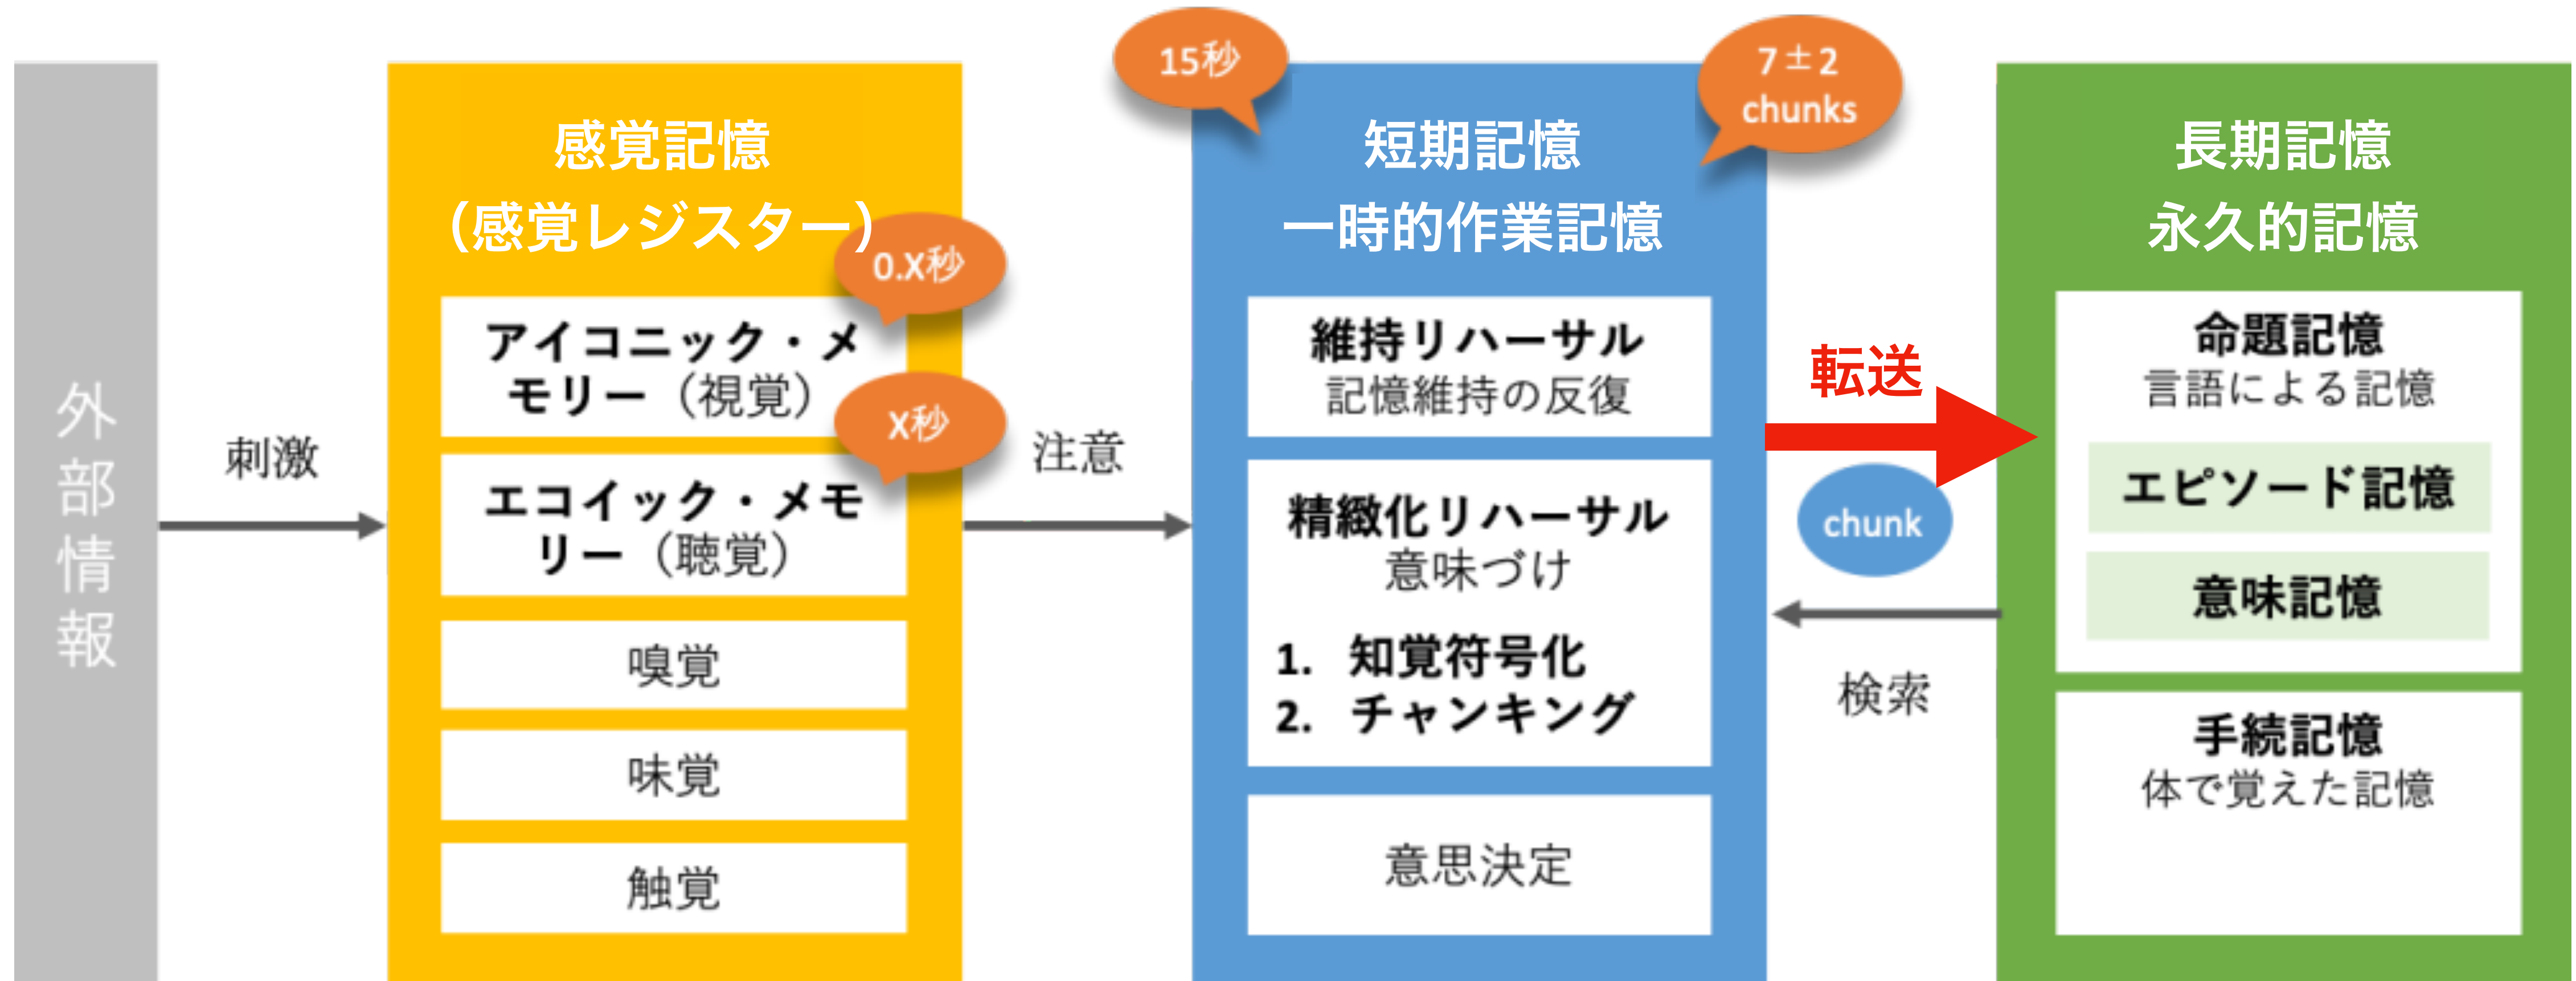 外部情報
刺激
感覚記憶
（感覚レジスター）
0.X秒
アイコニック・メ
モリー（視覚）
X秒
エコイック・メモ
リー（聴覚）
嗅覚
味覚
触覚
注意
15秒
7±2
chunks
短期記憶
一時的作業記憶
維持リハーサル
記憶維持の反復
精緻化リハーサル
意味づけ
1. 知覚符号化
2. チャンキング
意思決定
転送
chunk
検索
長期記憶
永久的記憶
命題記憶
言語による記憶
エピソード記憶
意味記憶
手続記憶
体で覚えた記憶